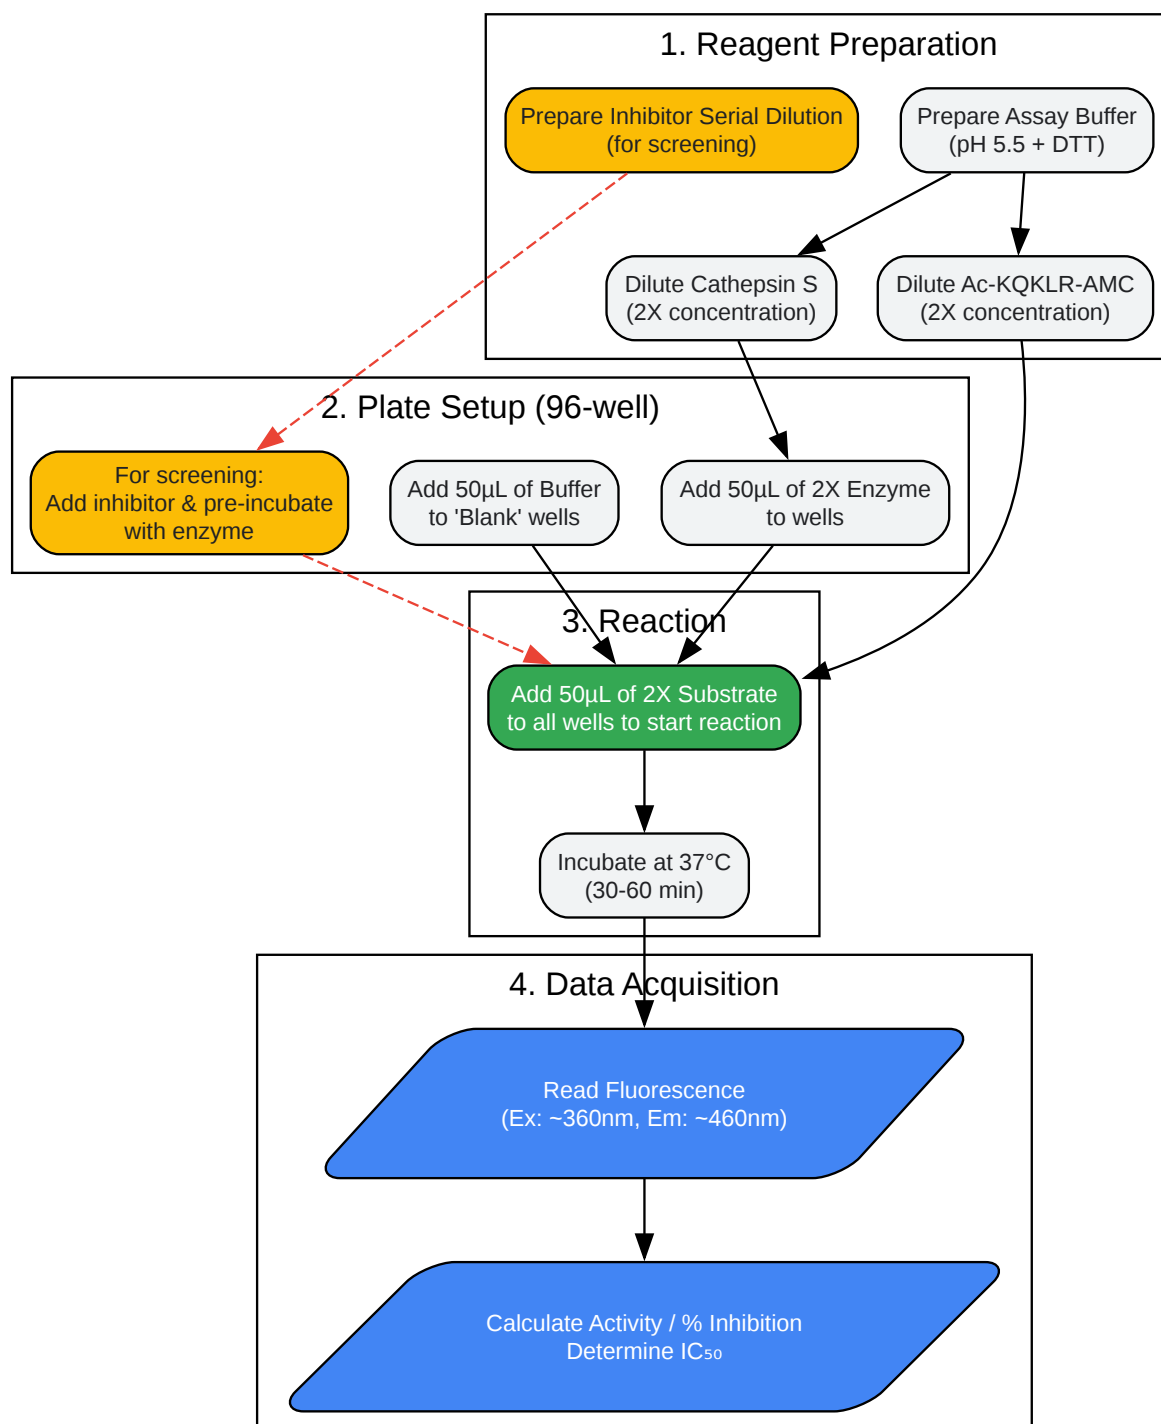 1. Reagent Preparation
Prepare Inhibitor Serial Dilution
(for screening)
Prepare Assay Buffer
(pH 5.5 + DTT)
Dilute Cathepsin S
(2X concentration)
Dilute Ac-KQKLR-AMC
(2X concentration)
2. Plate Setup (96-well)
For screening:
Add inhibitor & pre-incubate
with enzyme
Add 50µL of Buffer
to 'Blank' wells
Add 50µL of 2X Enzyme
to wells
3. Reaction
Add 50µL of 2X Substrate
to all wells to start reaction
Incubate at 37°C
(30-60 min)
4. Data Acquisition
Read Fluorescence
(Ex: ~360nm, Em: ~460nm)
Calculate Activity / % Inhibition
Determine IC₅₀